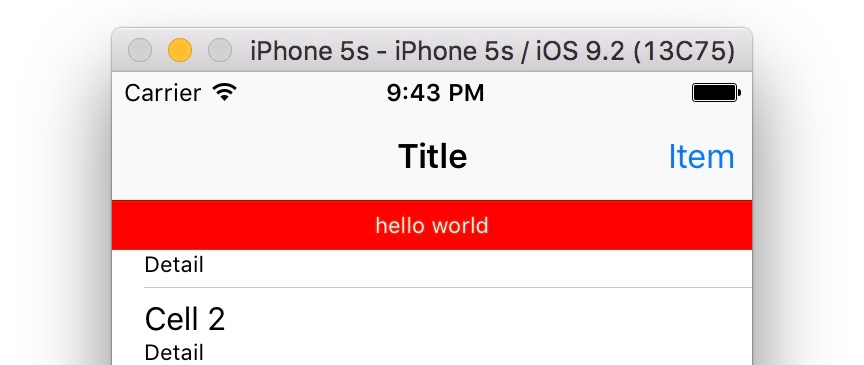 iPhone 5s - iPhone 5s / iOS 9.2 (13C75)
Carrier 9:43 PM
Title Item
hello world
Detail
Cell 2
Detail